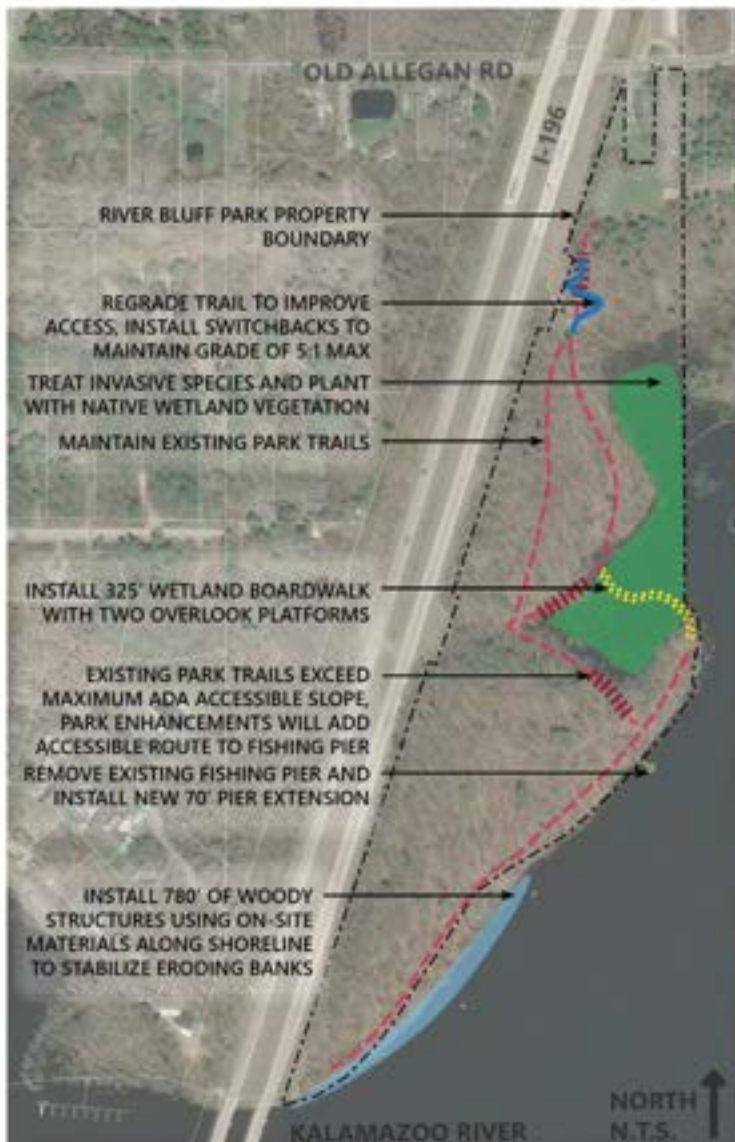 OLD ALLEGAN RD
I-196
RIVER BLUFF PARK PROPERTY
BOUNDARY
REGRADE TRAIL TO IMPROVE
ACCESS, INSTALL SWITCHBACKS TO
MAINTAIN GRADE OF 5:1 MAX
TREAT INVASIVE SPECIES AND PLANT
WITH NATIVE WETLAND VEGETATION
MAINTAIN EXISTING PARK TRAILS
INSTALL 325' WETLAND BOARDWALK
WITH TWO OVERLOOK PLATFORMS
EXISTING PARK TRAILS EXCEED
MAXIMUM ADA ACCESSIBLE SLOPE,
PARK ENHANCEMENTS WILL ADD
ACCESSIBLE ROUTE TO FISHING PIER
REMOVE EXISTING FISHING PIER AND
INSTALL NEW 70' PIER EXTENSION
INSTALL 780' OF WOODY
STRUCTURES USING ON-SITE
MATERIALS ALONG SHORELINE
TO STABILIZE ERODING BANKS
KALAMAZOO RIVER
NORTH
N.T.S.